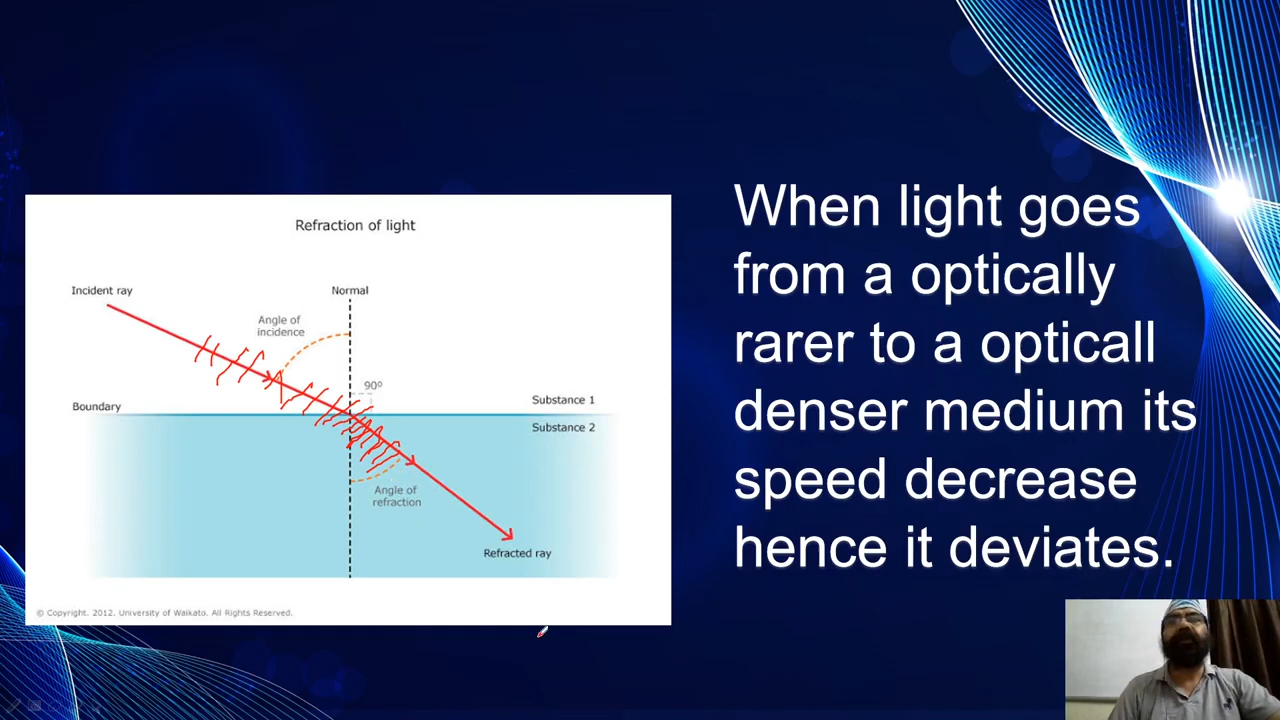 Refraction of light
Incident ray
Normal
Angle of
incidence
90⁰
Boundary
Substance 1
Substance 2
Angle of
refraction
Refracted ray
© Copyright. 2012. University of Waikato. All Rights Reserved.
When light goes
from a optically
rarer to a opticall
denser medium its
speed decrease
hence it deviates.